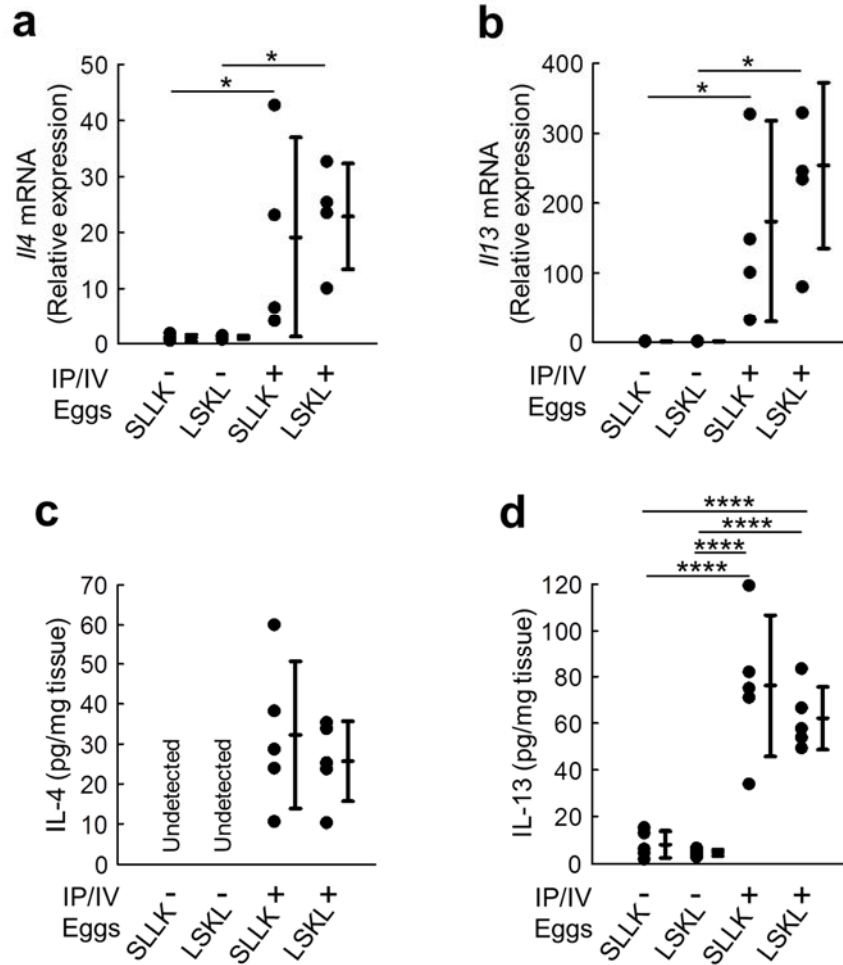 a
50
40
30
20
10
0
Il4 mRNA
(Relative expression)
*
*
IP/IV
Eggs
- - + +
SLLK LSKL SLLK LSKL
b
400
300
200
100
0
Il13 mRNA
(Relative expression)
*
*
IP/IV
Eggs
- - + +
SLLK LSKL SLLK LSKL
c
70
60
50
40
30
20
10
0
IL-4 (pg/mg tissue)
Undetected
Undetected
IP/IV
Eggs
- - + +
SLLK LSKL SLLK LSKL
d
****
****
****
****
120
100
80
60
40
20
0
IL-13 (pg/mg tissue)
IP/IV
Eggs
- - + +
SLLK LSKL SLLK LSKL